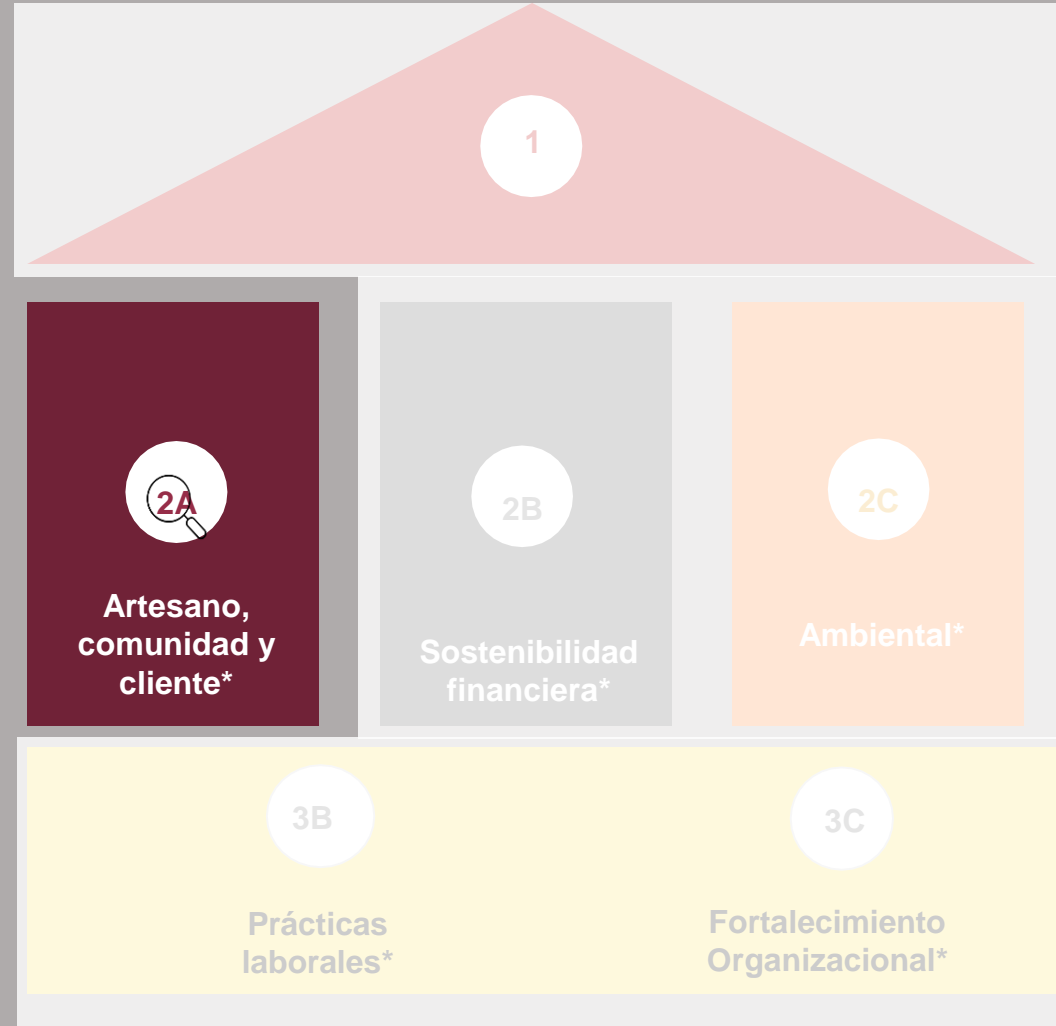 1
2A
Artesano,
comunidad y
cliente*
2B
Sostenibilidad
financiera*
2C
Ambiental*
3B
Prácticas
laborales*
3C
Fortalecimiento
Organizacional*